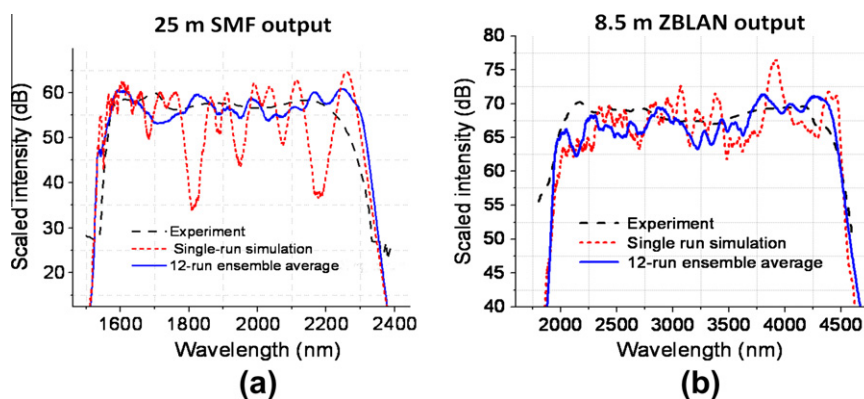 25 m SMF output
Scaled intensity (dB)
60
50
40
30
20
Experiment
Single-run simulation
12-run ensemble average
1600
1800
2000
2200
2400
Wavelength (nm)
(a)
8.5 m ZBLAN output
Scaled intensity (dB)
80
75
70
65
60
55
50
45
40
Experiment
Single run simulation
12-run ensemble average
2000
2500
3000
3500
4000
4500
Wavelength (nm)
(b)